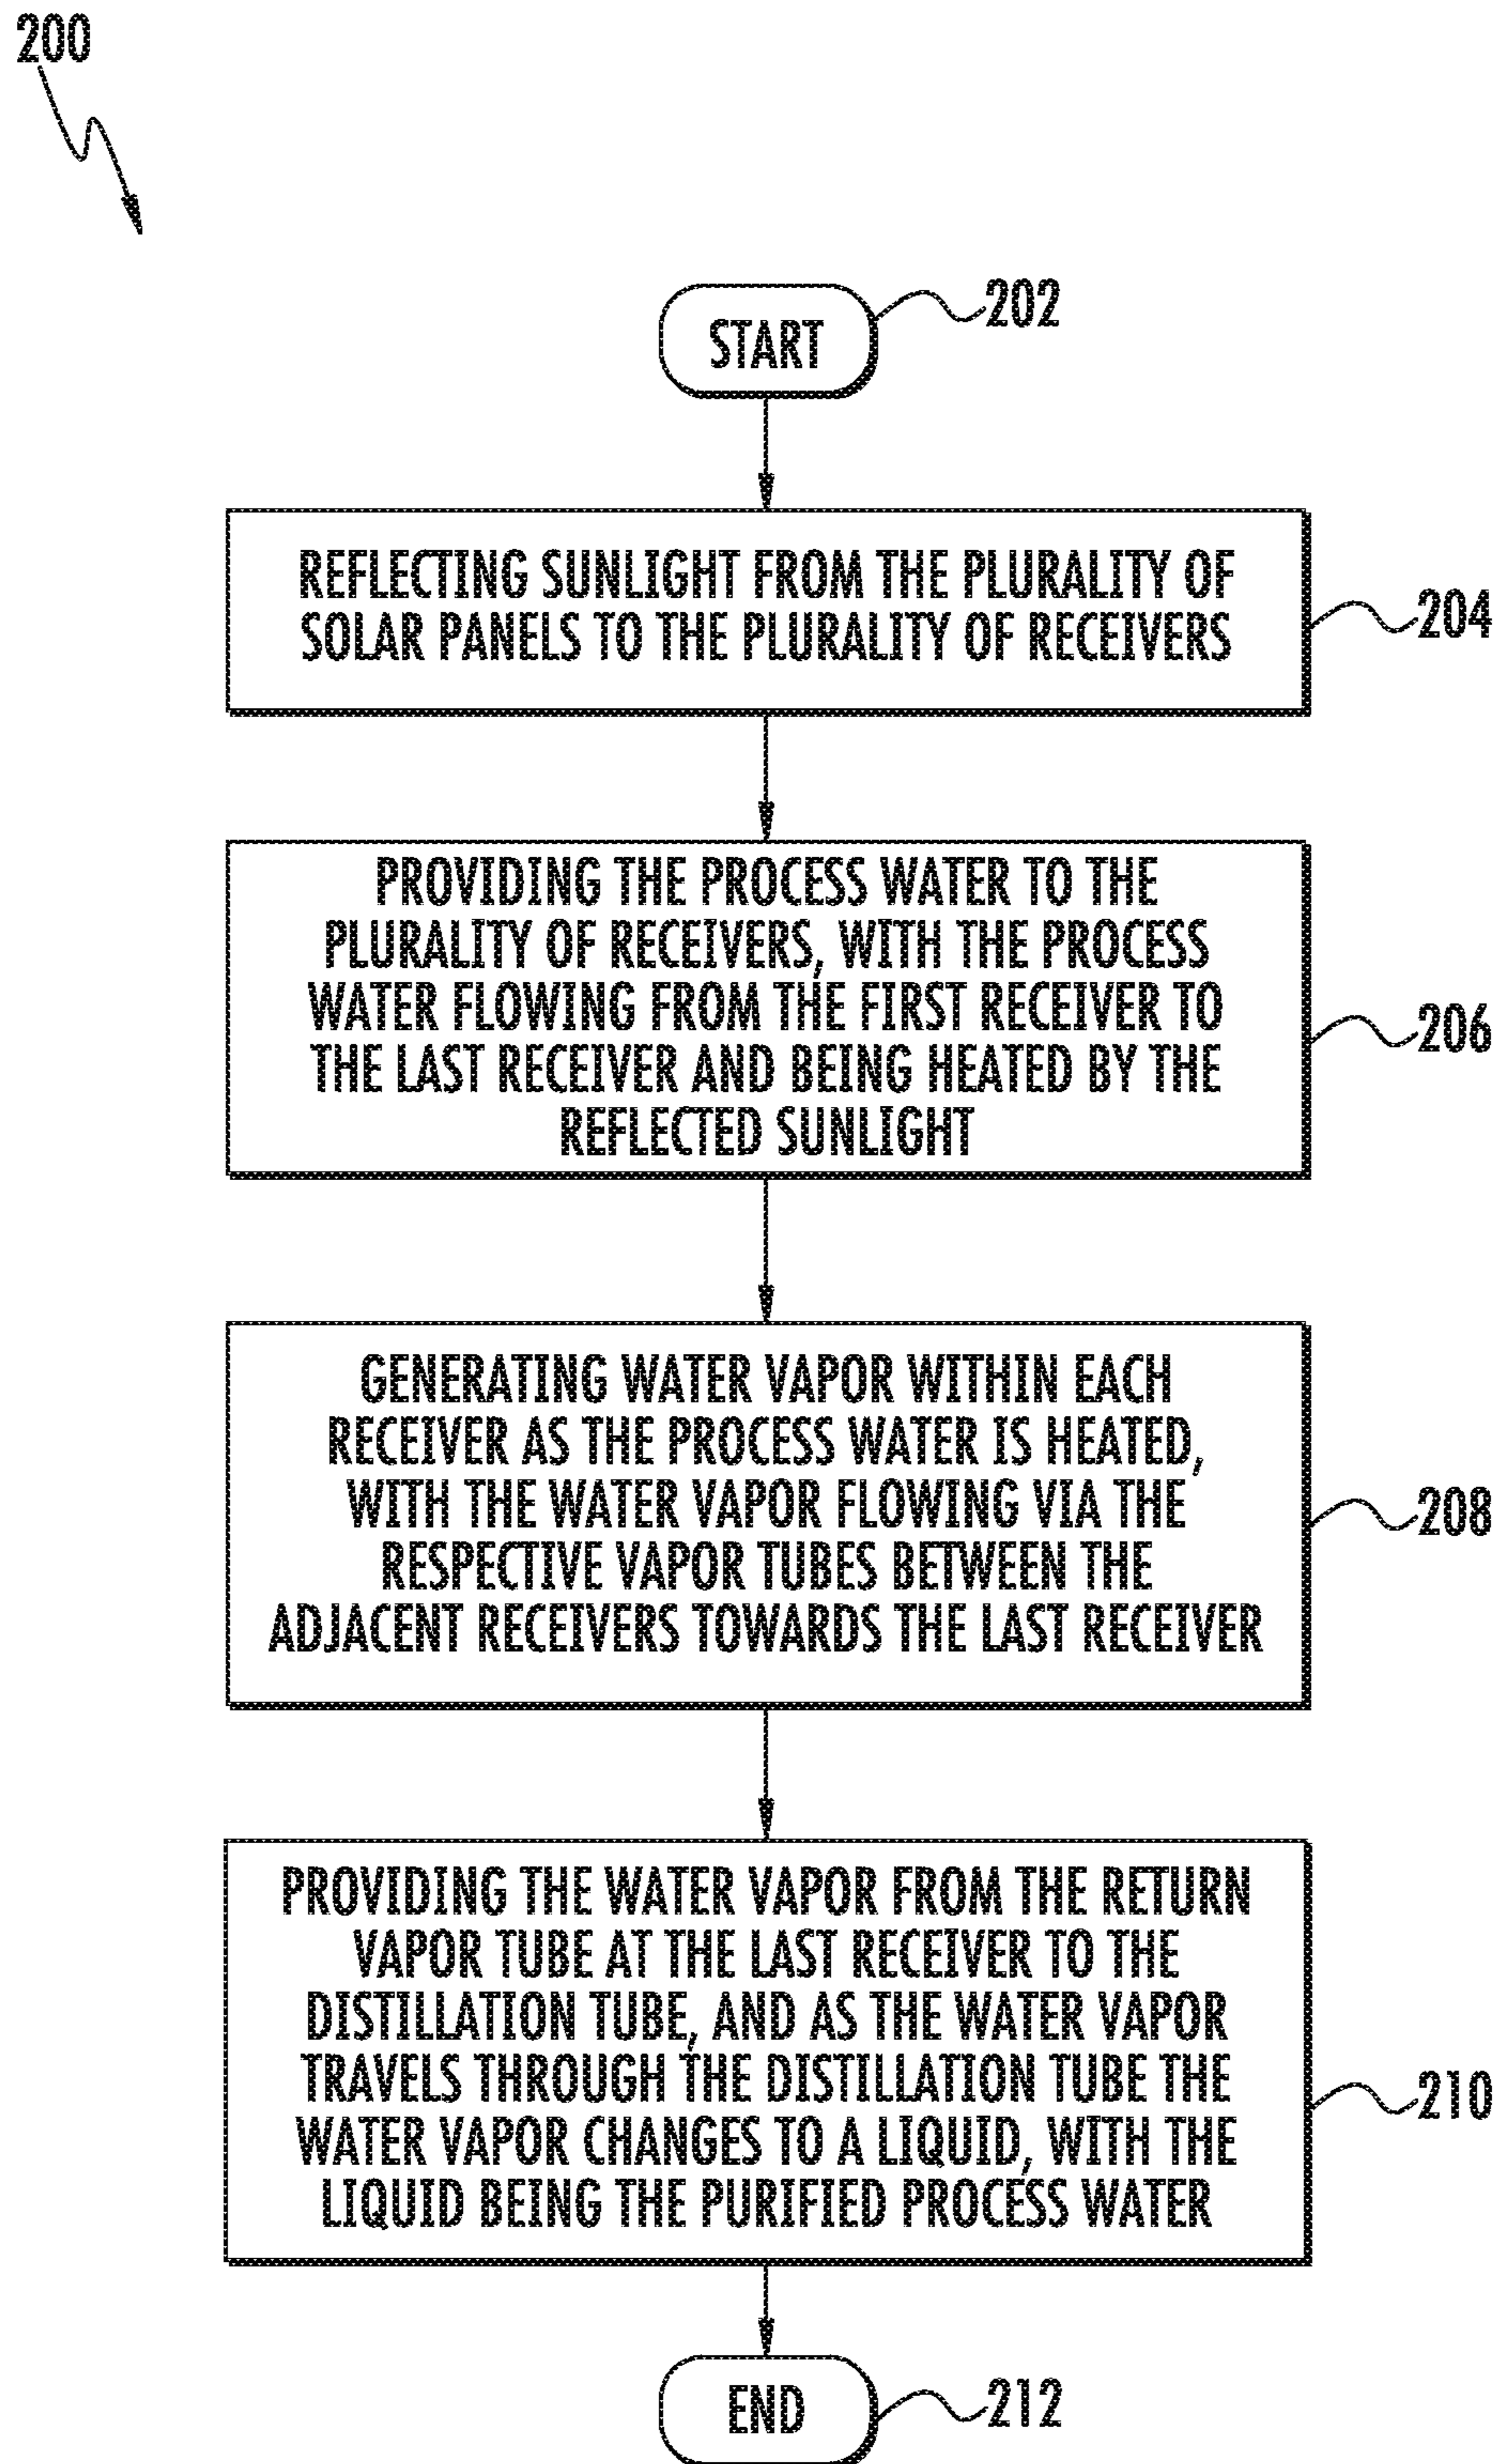 200
START
202
REFLECTING SUNLIGHT FROM THE PLURALITY OF
SOLAR PANELS TO THE PLURALITY OF RECEIVERS
204
PROVIDING THE PROCESS WATER TO THE
PLURALITY OF RECEIVERS, WITH THE PROCESS
WATER FLOWING FROM THE FIRST RECEIVER TO
THE LAST RECEIVER AND BEING HEATED BY THE
REFLECTED SUNLIGHT
206
GENERATING WATER VAPOR WITHIN EACH
RECEIVER AS THE PROCESS WATER IS HEATED,
WITH THE WATER VAPOR FLOWING VIA THE
RESPECTIVE VAPOR TUBES BETWEEN THE
ADJACENT RECEIVERS TOWARDS THE LAST RECEIVER
208
PROVIDING THE WATER VAPOR FROM THE RETURN
VAPOR TUBE AT THE LAST RECEIVER TO THE
DISTILLATION TUBE, AND AS THE WATER VAPOR
TRAVELS THROUGH THE DISTILLATION TUBE THE
WATER VAPOR CHANGES TO A LIQUID, WITH THE
LIQUID BEING THE PURIFIED PROCESS WATER
210
END
212